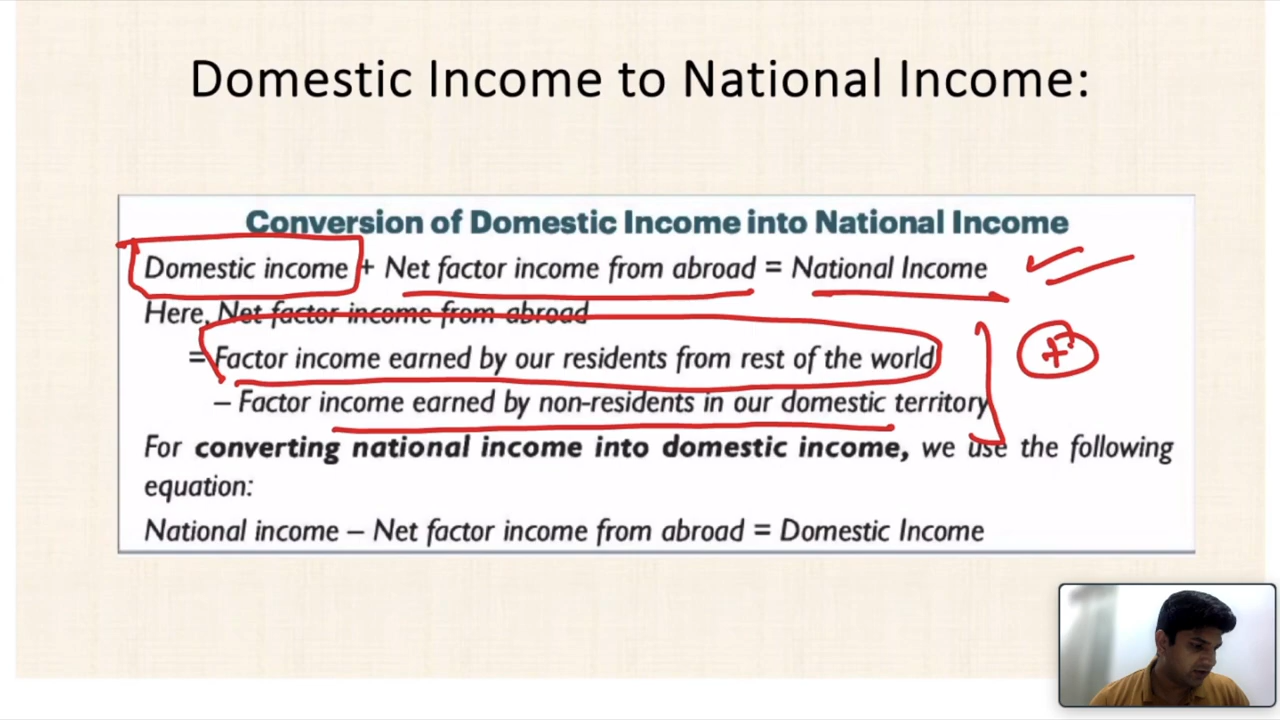 Domestic Income to National Income:
Conversion of Domestic Income into National Income
Domestic income + Net factor income from abroad = National Income
Here, Net factor income from abroad
= Factor income earned by our residents from rest of the world
– Factor income earned by non-residents in our domestic territory
For converting national income into domestic income, we use the following
equation:
National income – Net factor income from abroad = Domestic Income